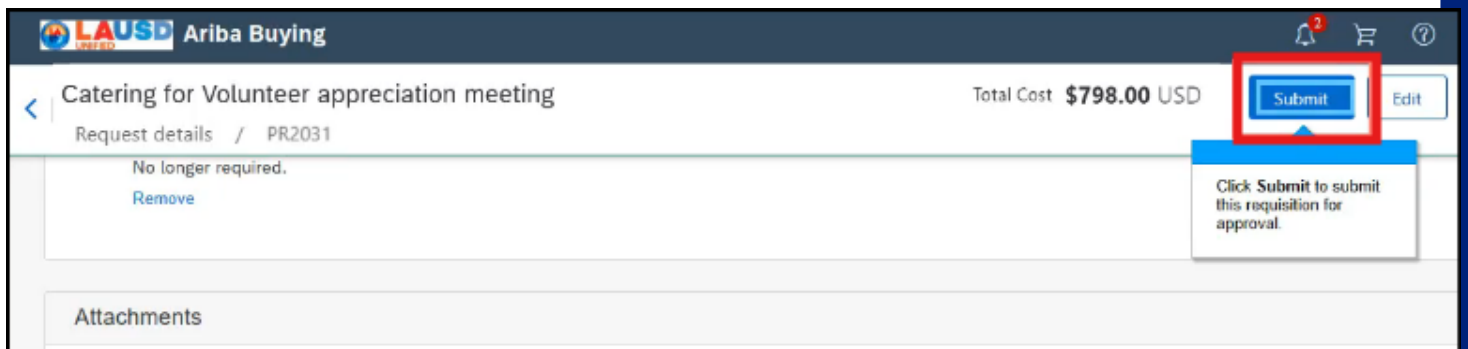 LAUSD UNIFIED Ariba Buying 2
Catering for Volunteer appreciation meeting Total Cost $798.00 USD Submit Edit
Request details / PR2031
No longer required.
Remove
Click Submit to submit
this requisition for
approval.
Attachments